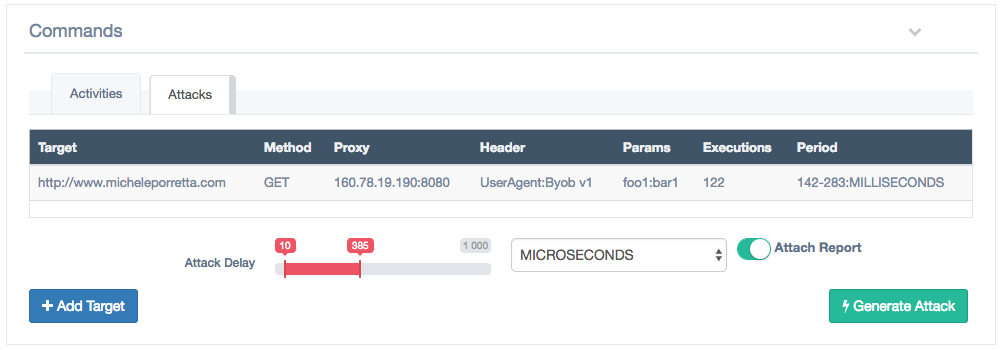 Commands
Activities Attacks
Target Method Proxy Header Params Executions Period
http://www.micheleporretta.com GET 160.78.19.190:8080 UserAgent:Byob v1 foo1:bar1 122 142-283:MILLISECONDS
10 385 1 000
Attack Delay MICROSECONDS Attach Report
+ Add Target Generate Attack